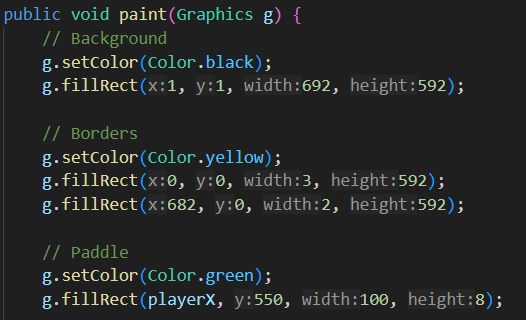 public void paint(Graphics g) {
// Background
g.setColor(Color.black);
g.fillRect(x:1, y:1, width:692, height:592);
// Borders
g.setColor(Color.yellow);
g.fillRect(x:0, y:0, width:3, height:592);
g.fillRect(x:682, y:0, width:2, height:592);
// Paddle
g.setColor(Color.green);
g.fillRect(playerX, y:550, width:100, height:8);